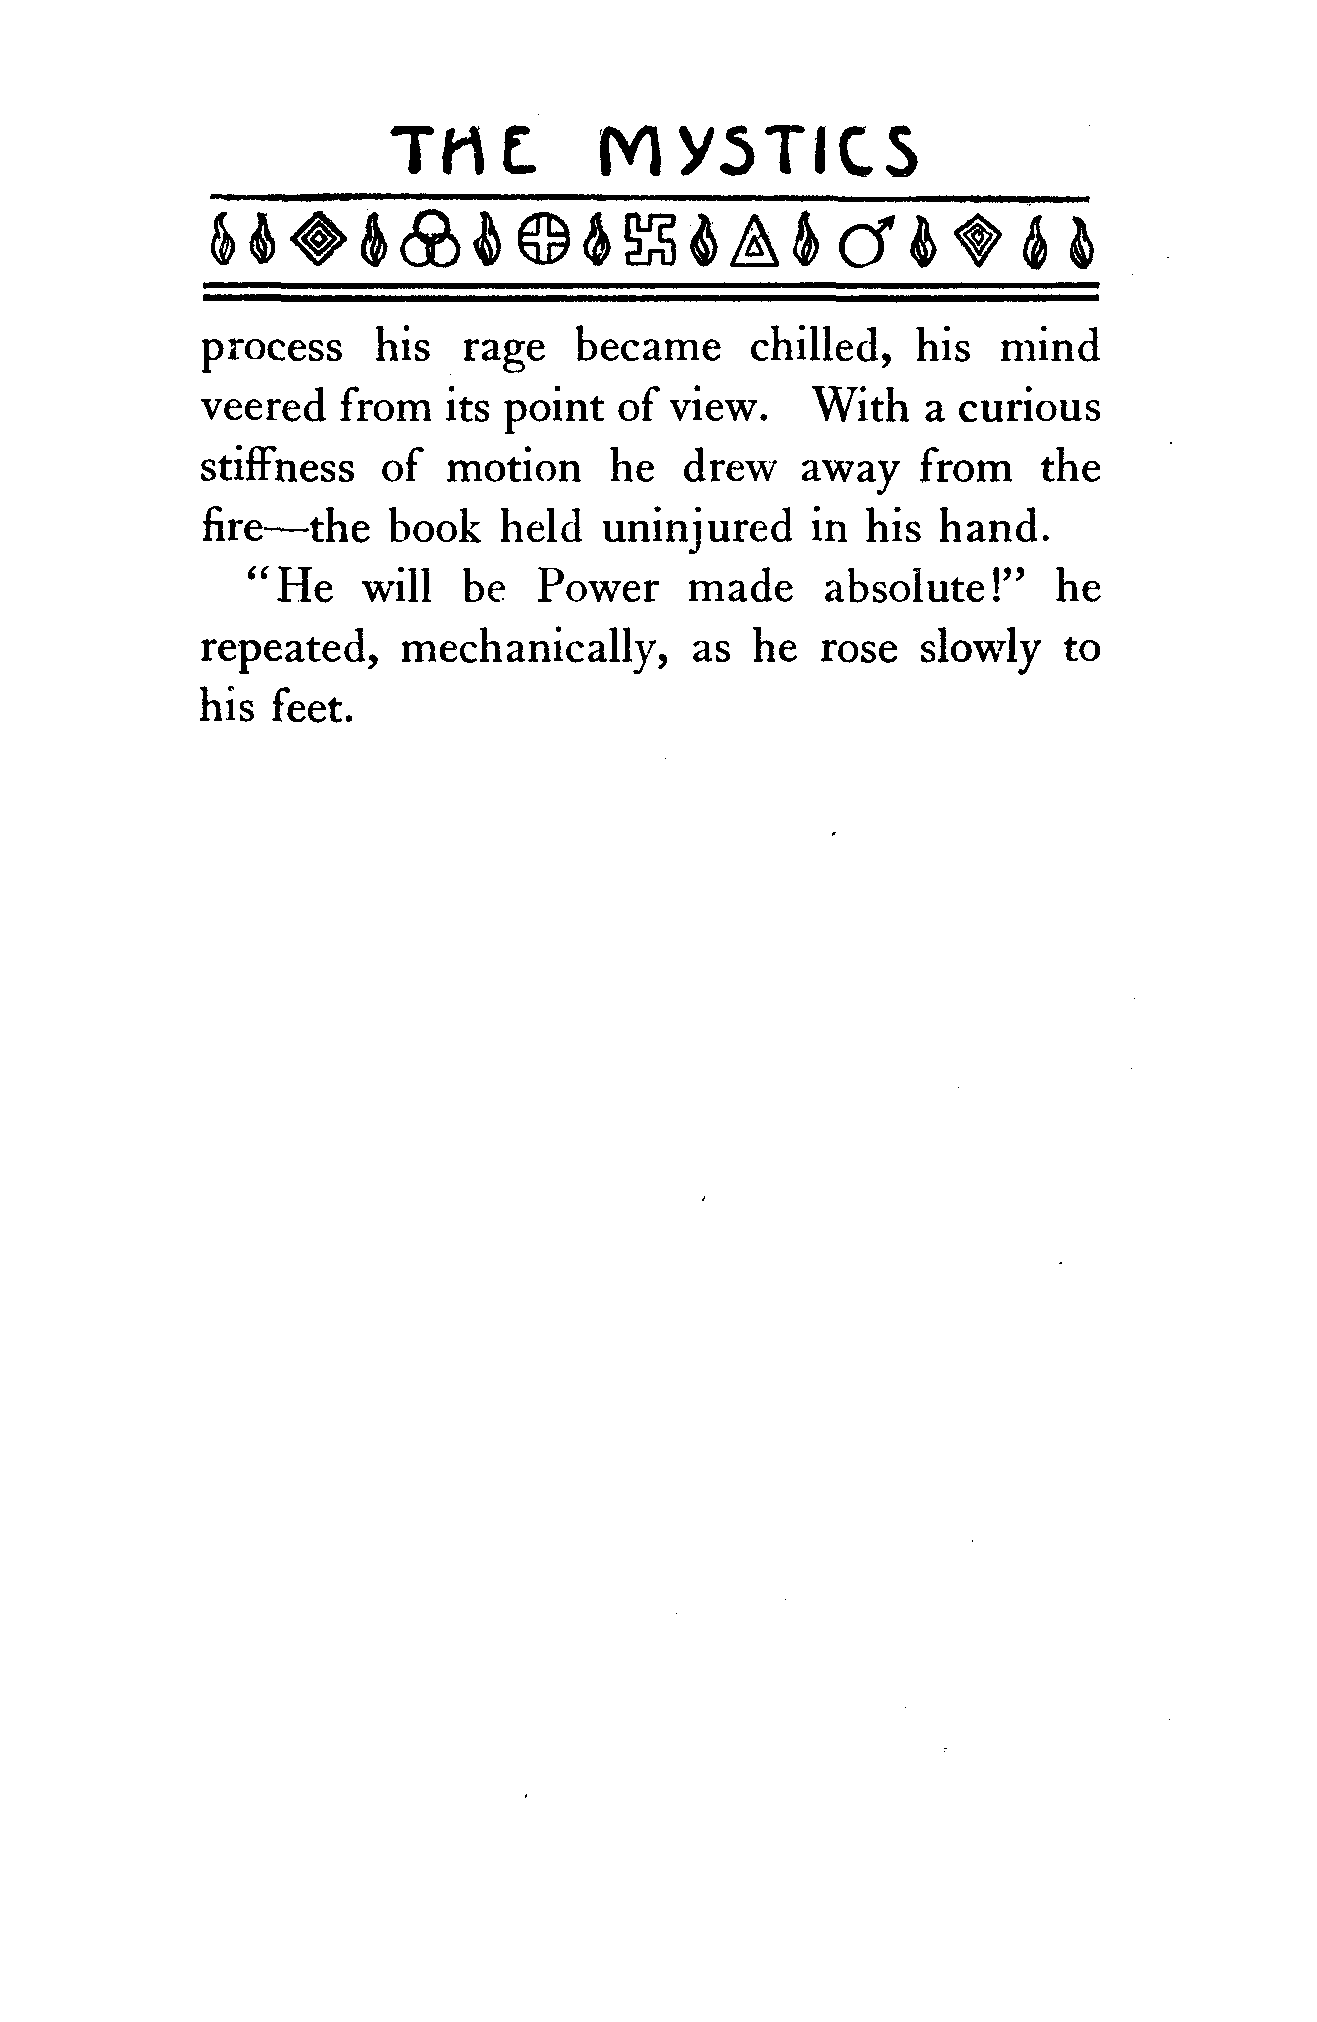 THE MYSTICS
process his rage became chilled, his mind
veered from its point of view. With a curious
stiffness of motion he drew away from the
fire—the book held uninjured in his hand.
"He will be Power made absolute!" he
repeated, mechanically, as he rose slowly to
his feet.